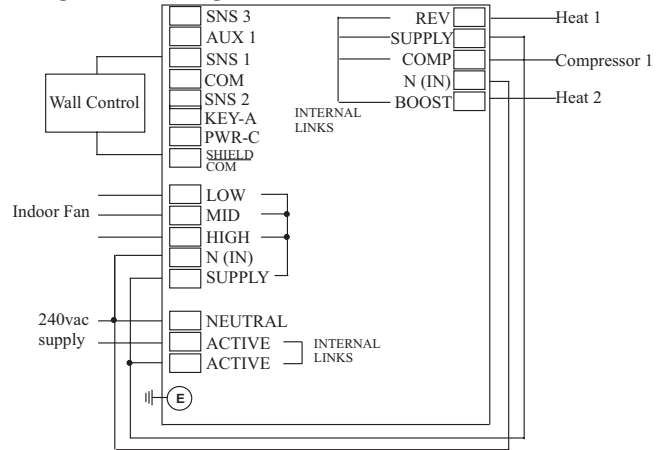 SNS 3
AUX 1
SNS 1
COM
SNS 2
KEY-A
PWR-C
SHIELD
COM
Wall Control
LOW
MID
HIGH
N (IN)
SUPPLY
Indoor Fan
240vac
supply
NEUTRAL
ACTIVE
ACTIVE
INTERNAL
LINKS
E
REV
SUPPLY
COMP
N (IN)
BOOST
INTERNAL
LINKS
Heat 1
Compressor 1
Heat 2